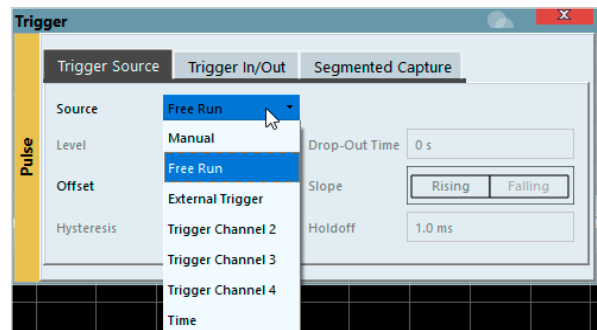 Trigger
x
Trigger Source Trigger In/Out Segmented Capture
Pulse
Source Free Run
Manual
Free Run
External Trigger
Trigger Channel 2
Trigger Channel 3
Trigger Channel 4
Time
Level
Offset
Hysteresis
Drop-Out Time 0 s
Slope Rising Falling
Holdoff 1.0 ms